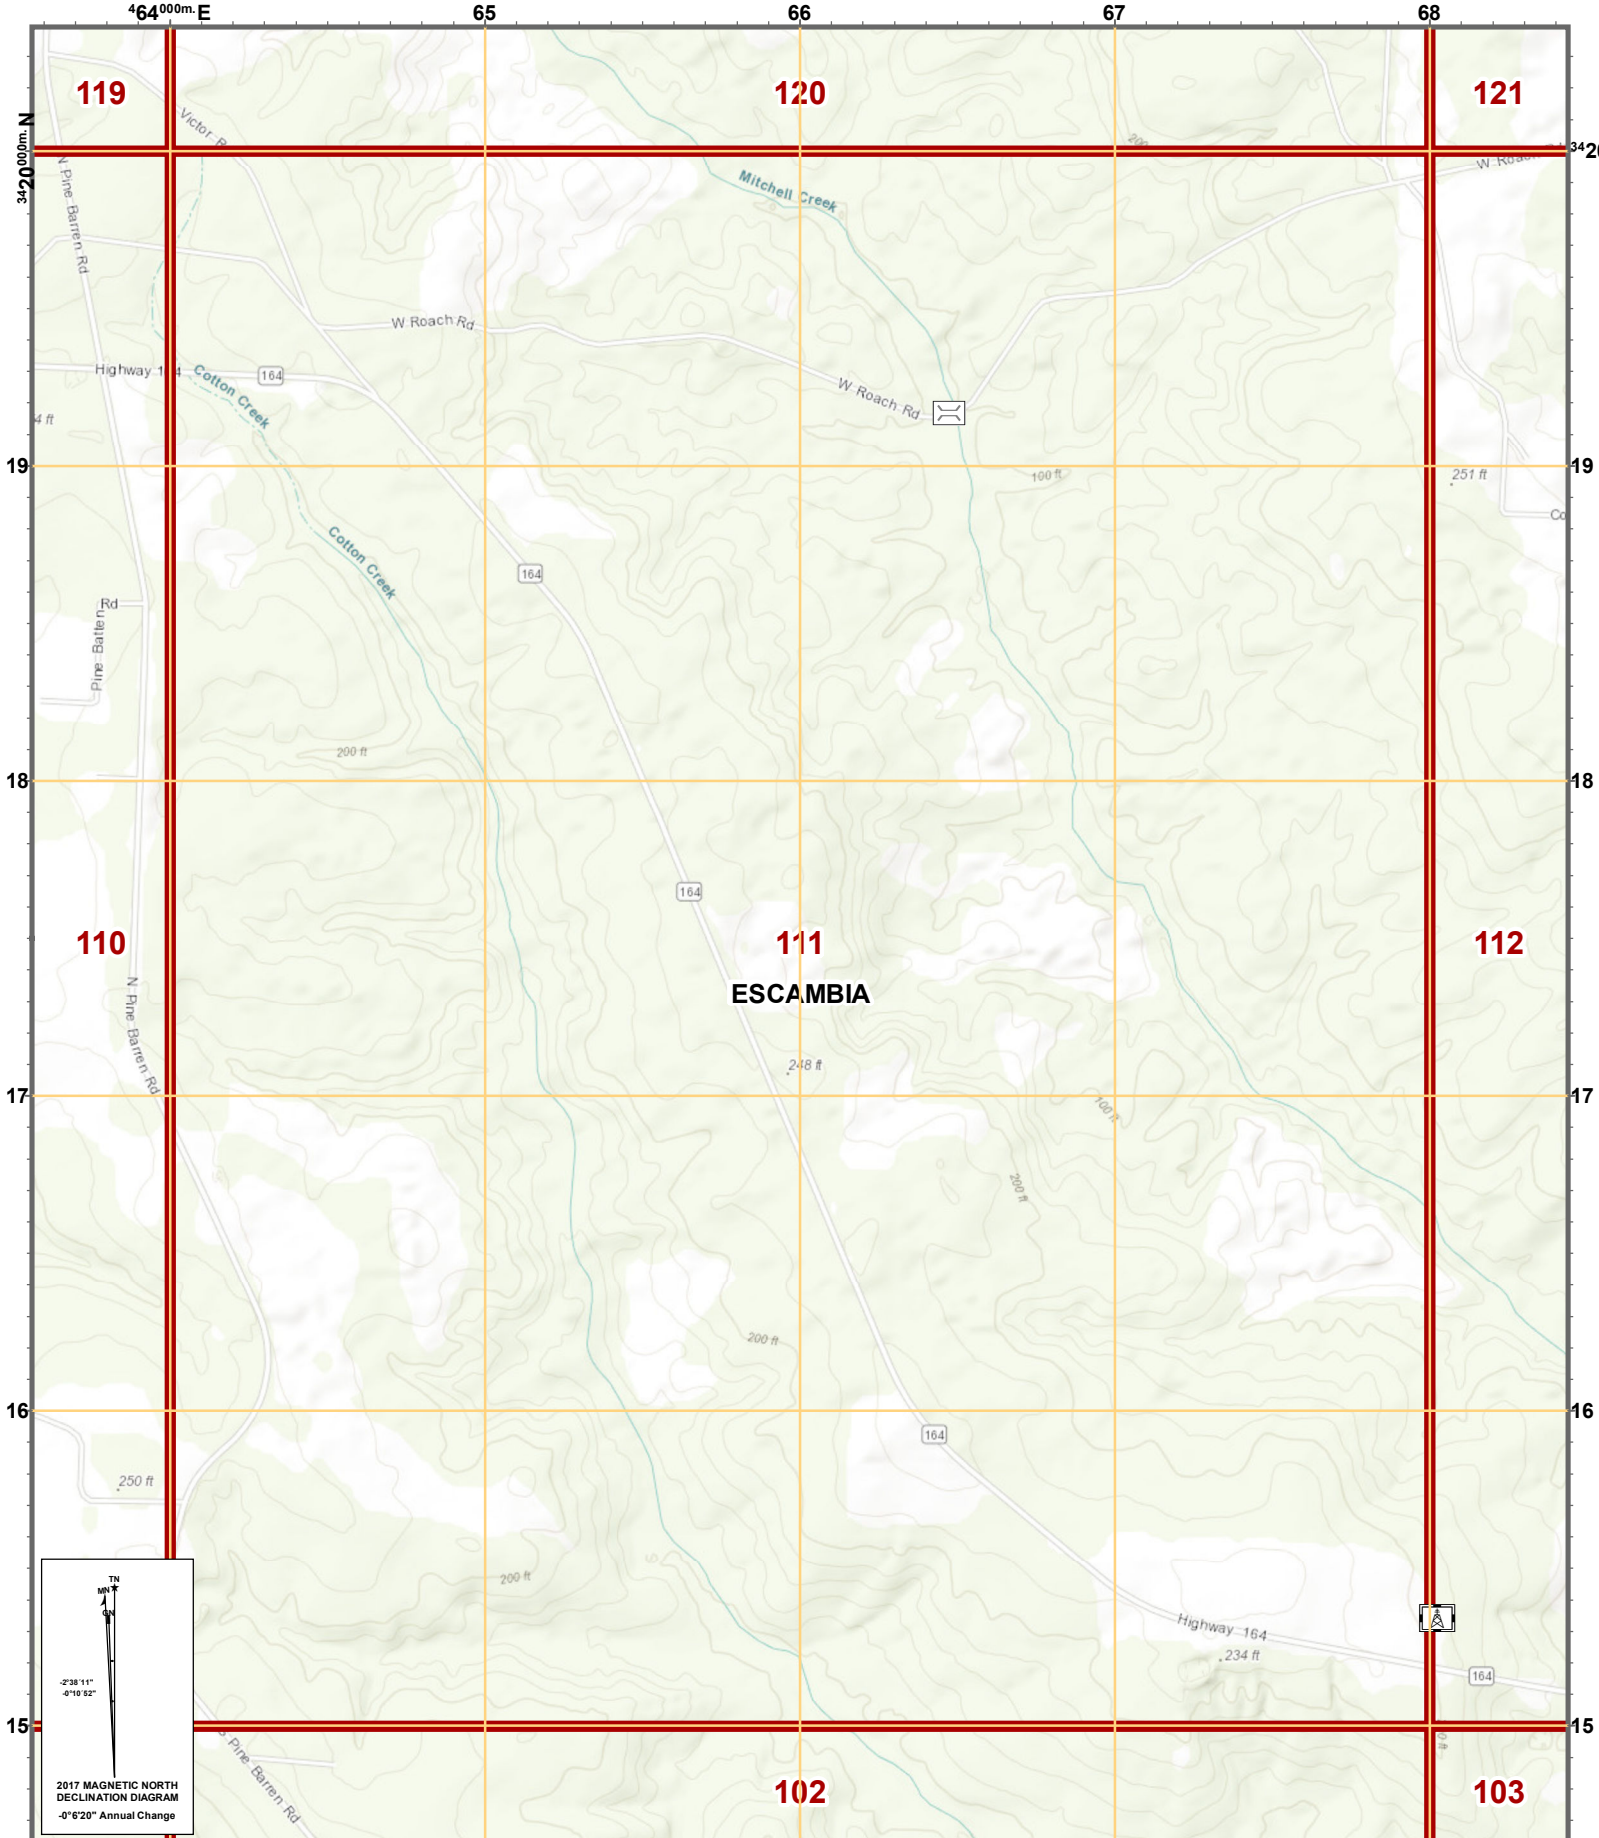 464000m. E
65
66
67
68
119
120
121
3420000m. N
3420
Victor R
200
W Roach Rd
N Pine Barren Rd
Mitchell Creek
W Roach Rd
Highway 164
164
Cotton Creek
W Roach Rd
4 ft
19
19
100 ft
251 ft
Co
Cotton Creek
164
Rd
Pine Batten
200 ft
18
18
164
110
111
112
ESCAMBIA
N Pine Barren Rd
248 ft
17
17
100 ft
200 ft
200 ft
16
16
164
250 ft
200 ft
Highway 164
234 ft
164
15
15
0 ft
Pine Barren Rd
102
103
TN
MN
GN
-2°38'11"
-0°10'52"
2017 MAGNETIC NORTH
DECLINATION DIAGRAM
-0°6'20" Annual Change